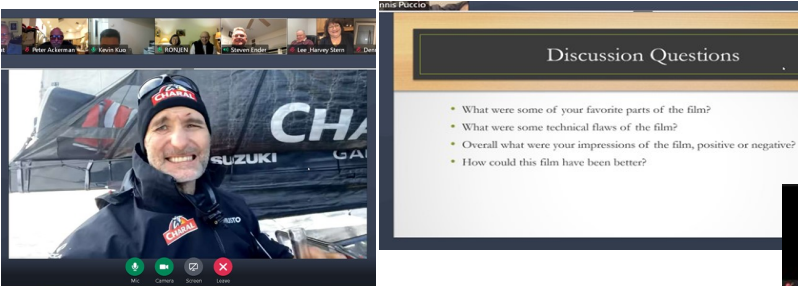 Peter Ackerman
Kevin Kuo
RONJEN
Steven Ender
Lee_Harvey Stern
CHARAL
CHA
SUZUKI
GA
CHARAL
Mic
Camera
Screen
Leave
nnis Puccio
Discussion Questions
• What were some of your favorite parts of the film?
• What were some technical flaws of the film?
• Overall what were your impressions of the film, positive or negative?
• How could this film have been better?